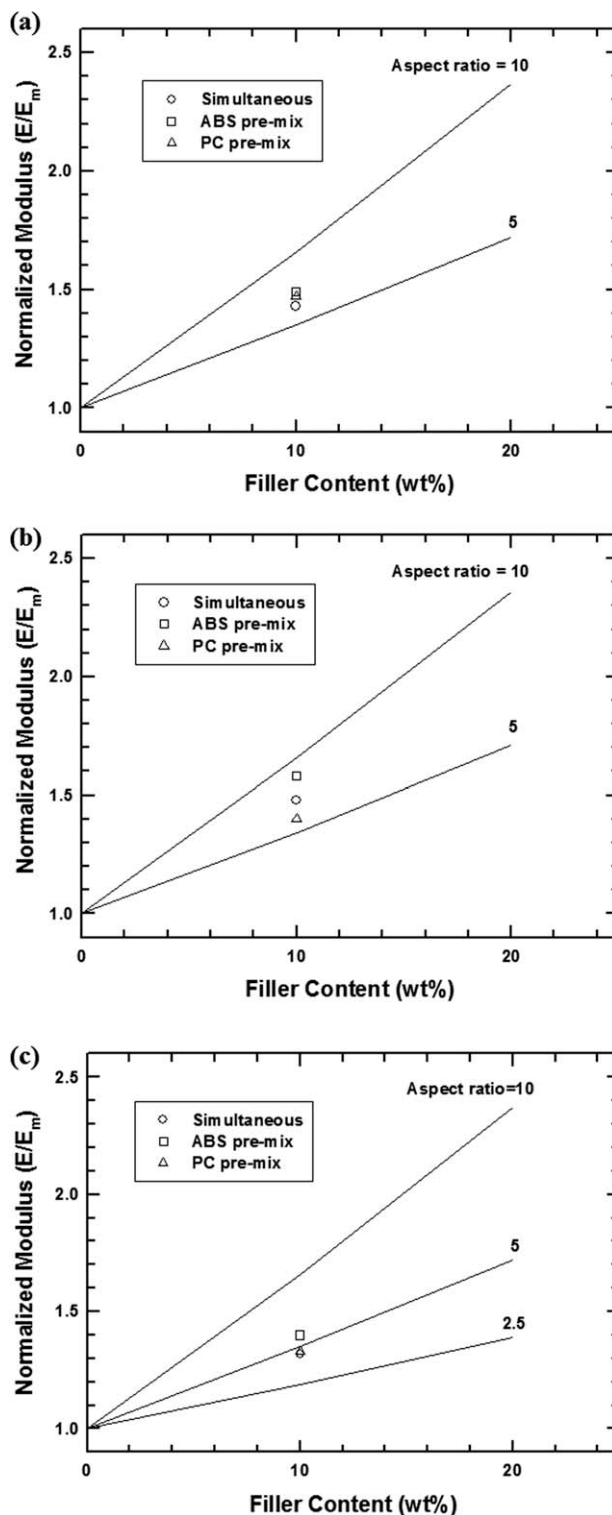 (a)
2.5
2.0
1.5
1.0
Normalized Modulus (E/Em)
Simultaneous
ABS pre-mix
PC pre-mix
Aspect ratio = 10
5
0
10
20
Filler Content (wt%)
(b)
2.5
2.0
1.5
1.0
Normalized Modulus (E/Em)
Simultaneous
ABS pre-mix
PC pre-mix
Aspect ratio = 10
5
0
10
20
Filler Content (wt%)
(c)
2.5
2.0
1.5
1.0
Normalized Modulus (E/Em)
Simultaneous
ABS pre-mix
PC pre-mix
Aspect ratio=10
5
2.5
0
10
20
Filler Content (wt%)